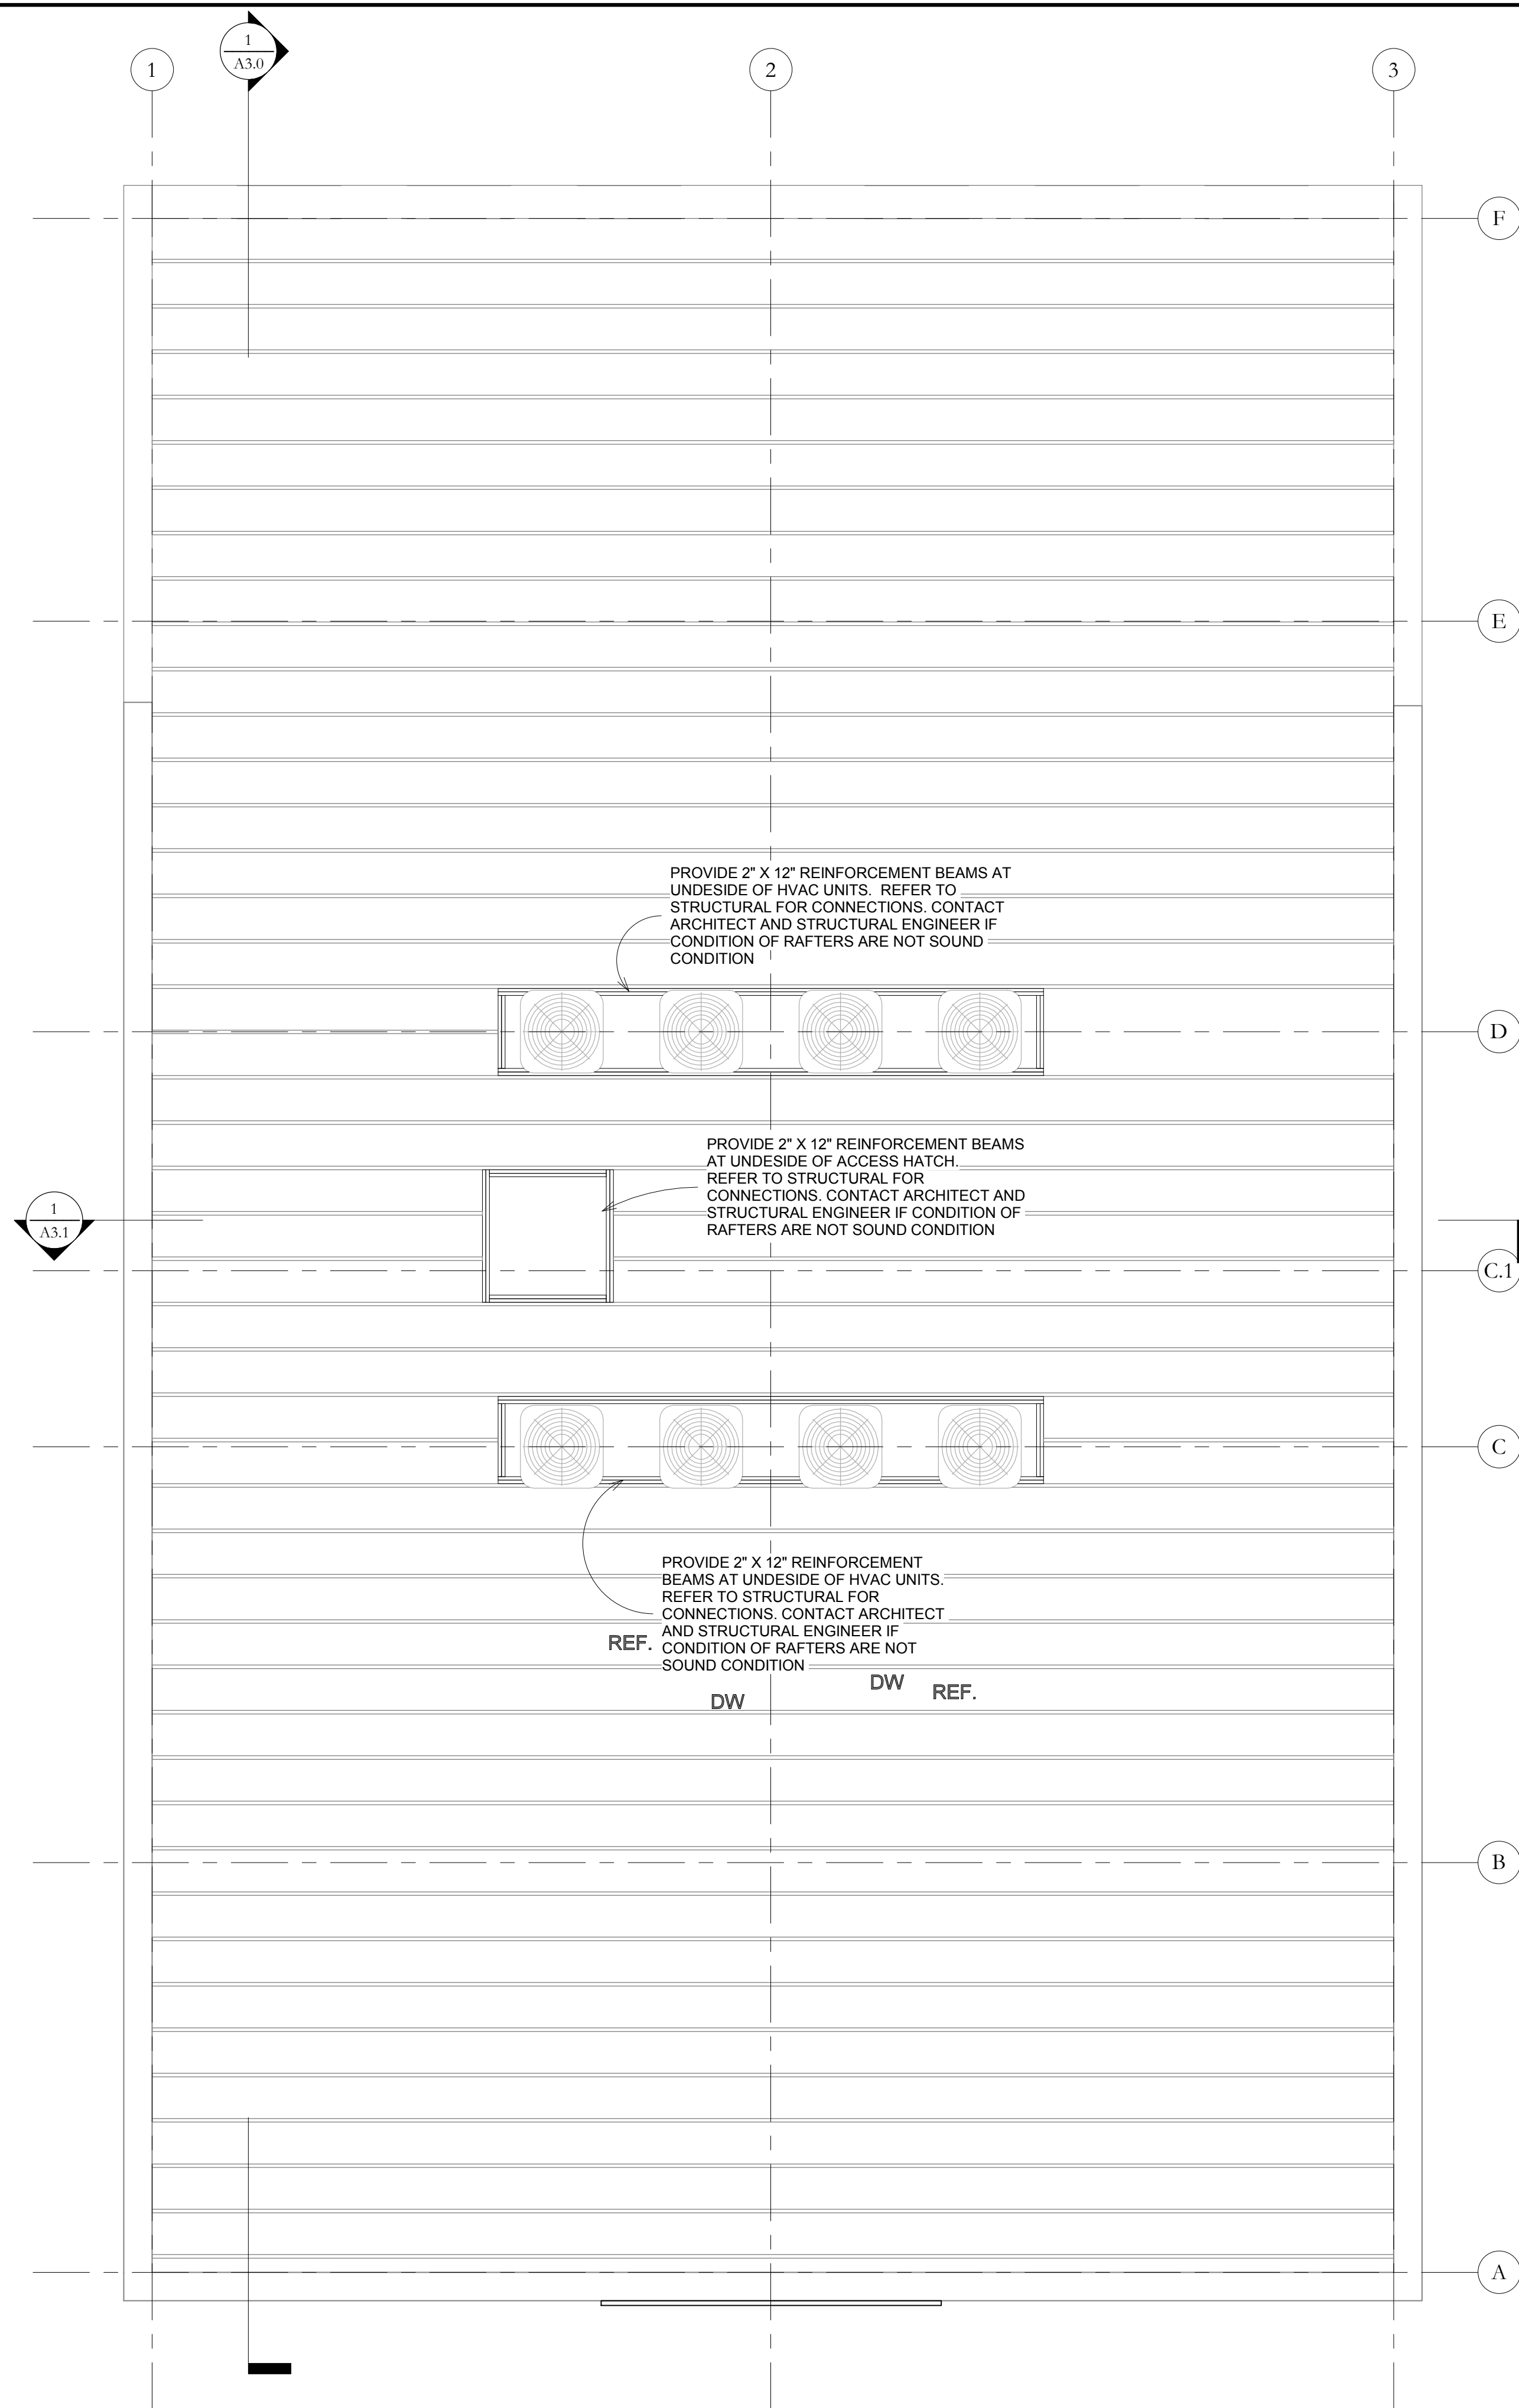 1
A3.0
1
2
3
F
E
PROVIDE 2" X 12" REINFORCEMENT BEAMS AT
UNDESIDE OF HVAC UNITS. REFER TO
STRUCTURAL FOR CONNECTIONS. CONTACT
ARCHITECT AND STRUCTURAL ENGINEER IF
CONDITION OF RAFTERS ARE NOT SOUND
CONDITION
D
PROVIDE 2" X 12" REINFORCEMENT BEAMS
AT UNDESIDE OF ACCESS HATCH.
REFER TO STRUCTURAL FOR
CONNECTIONS. CONTACT ARCHITECT AND
STRUCTURAL ENGINEER IF CONDITION OF
RAFTERS ARE NOT SOUND CONDITION
1
A3.1
C.1
C
PROVIDE 2" X 12" REINFORCEMENT
BEAMS AT UNDESIDE OF HVAC UNITS.
REFER TO STRUCTURAL FOR
CONNECTIONS. CONTACT ARCHITECT
AND STRUCTURAL ENGINEER IF
CONDITION OF RAFTERS ARE NOT
SOUND CONDITION
REF.
DW
DW
REF.
B
A